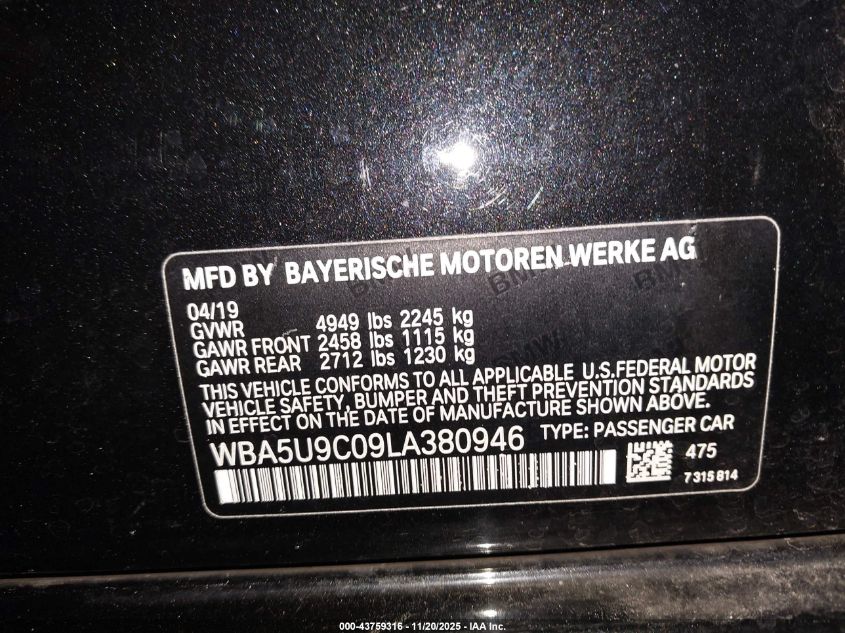 MFD BY BAYERISCHE MOTOREN WERKE AG
04/19
GVWR 4949 lbs 2245 kg
GAWR FRONT 2458 lbs 1115 kg
GAWR REAR 2712 lbs 1230 kg
THIS VEHICLE CONFORMS TO ALL APPLICABLE U.S.FEDERAL MOTOR
VEHICLE SAFETY, BUMPER AND THEFT PREVENTION STANDARDS
IN EFFECT ON THE DATE OF MANUFACTURE SHOWN ABOVE.
WBA5U9C09LA380946 TYPE: PASSENGER CAR
475
7 315 814
000-43759316 - 11/20/2025 - IAA Inc.